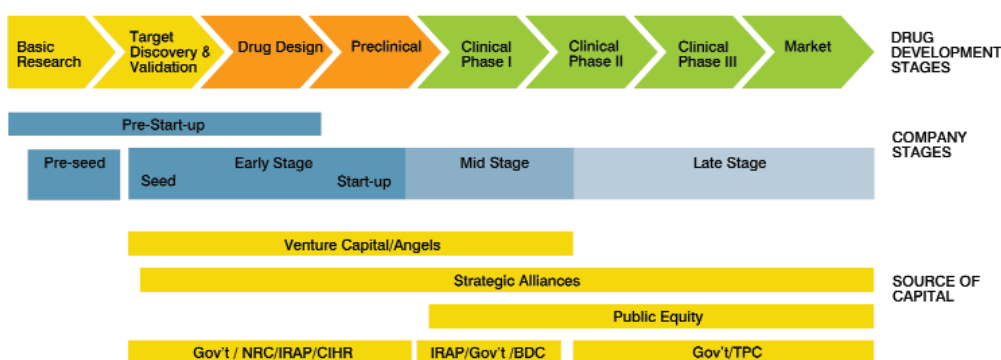 Basic
Research
Target
Discovery &
Validation
Drug Design
Preclinical
Clinical
Phase I
Clinical
Phase II
Clinical
Phase III
Market
DRUG
DEVELOPMENT
STAGES
Pre-Start-up
COMPANY
STAGES
Pre-seed
Early Stage
Mid Stage
Late Stage
Seed
Start-up
Venture Capital/Angels
Strategic Alliances
SOURCE OF
CAPITAL
Public Equity
Gov't / NRC/IRAP/CIHR
IRAP/Gov't /BDC
Gov't/TPC